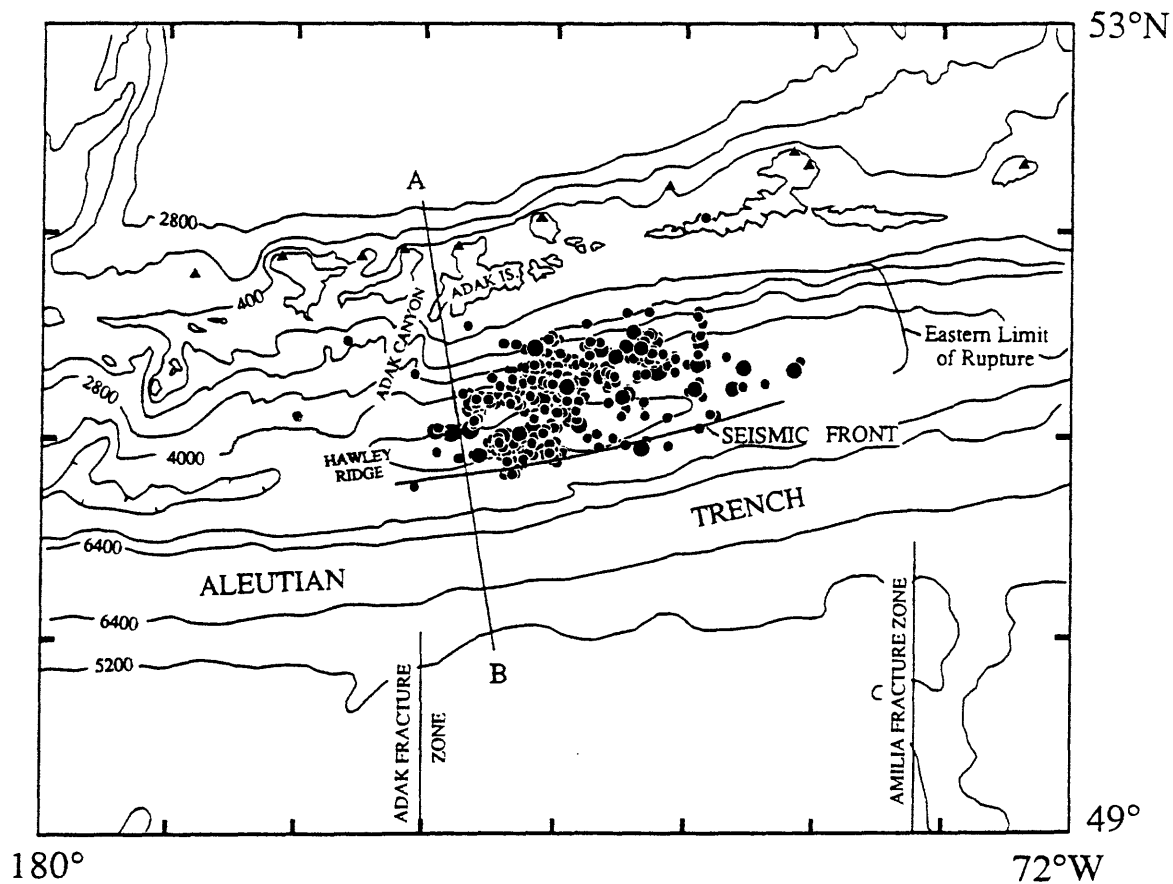 53°N
A
2800
400
ADAK IS.
ADAK CANYON
Eastern Limit
of Rupture
2800
SEISMIC FRONT
4000
HAWLEY
RIDGE
TRENCH
6400
ALEUTIAN
6400
5200
B
ADAK FRACTURE
ZONE
AMILIA FRACTURE ZONE
49°
180°
72°W